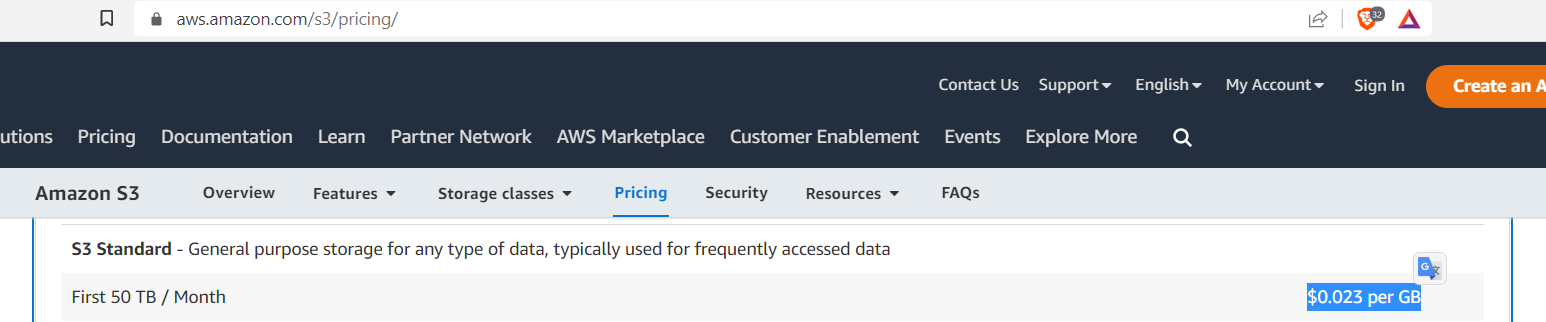 aws.amazon.com/s3/pricing/
32
Contact Us Support English My Account Sign In Create an A
utions Pricing Documentation Learn Partner Network AWS Marketplace Customer Enablement Events Explore More
Amazon S3 Overview Features Storage classes Pricing Security Resources FAQs
S3 Standard - General purpose storage for any type of data, typically used for frequently accessed data
G 文
First 50 TB / Month $0.023 per GB